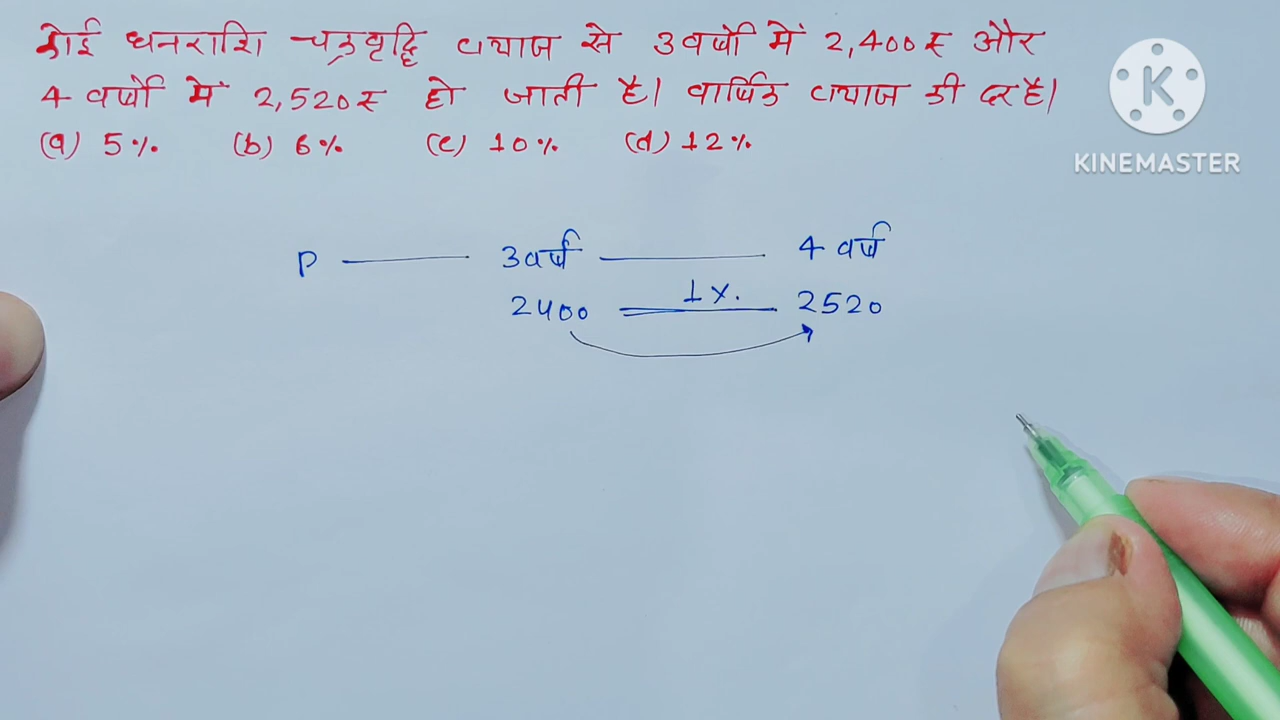 कोई धनराशि चक्रवृद्धि ब्याज से 3 वर्षो में 2,400 ₹ और
4 वर्षो में 2,520 ₹ हो जाती है। वार्षिक ब्याज की दर है।
(a) 5% (b) 6% (c) 10% (d) 12%
K
KINEMASTER
P 3 वर्ष 4 वर्ष
2400 1 Y. 2520